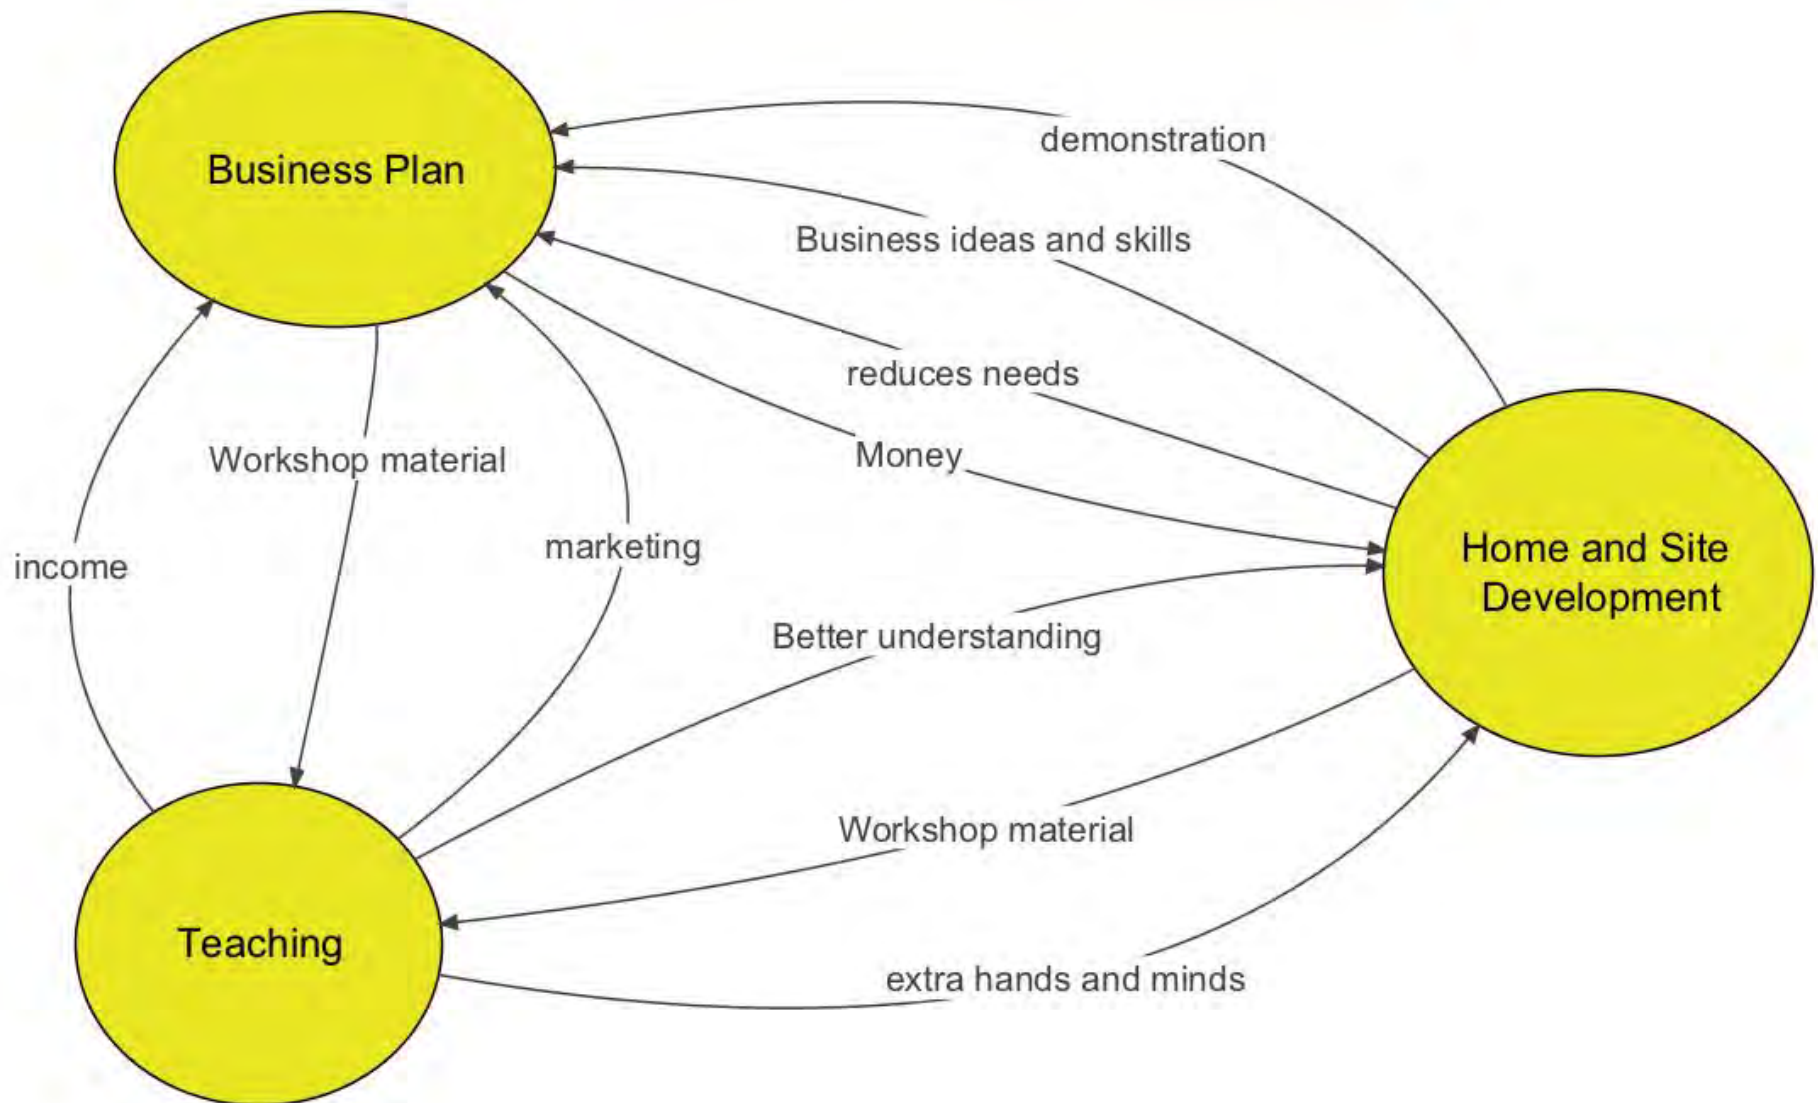 demonstration
Business Plan
Business ideas and skills
reduces needs
Money
Workshop material
marketing
income
Home and Site
Development
Better understanding
Workshop material
Teaching
extra hands and minds